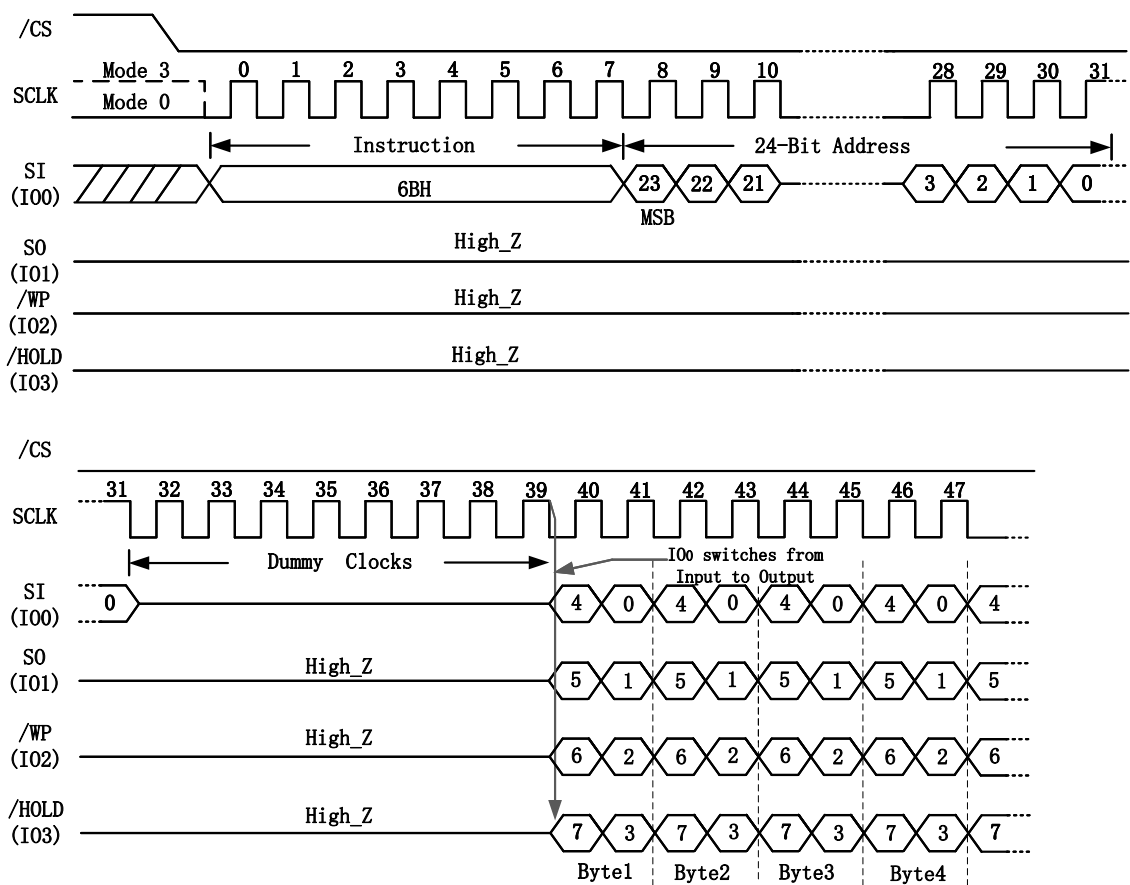 /CS
Mode 3
0 1 2 3 4 5 6 7 8 9 10 28 29 30 31
SCLK
Mode 0
Instruction 24-Bit Address
SI
(IO0)
6BH 23 22 21 3 2 1 0
MSB
SO
(IO1)
High_Z
/WP
(IO2)
High_Z
/HOLD
(IO3)
High_Z
/CS
31 32 33 34 35 36 37 38 39 40 41 42 43 44 45 46 47
SCLK
Dummy Clocks
IO0 switches from
Input to Output
SI
(IO0)
0 4 0 4 0 4 0 4 0 4
SO
(IO1)
High_Z
5 1 5 1 5 1 5 1 5
/WP
(IO2)
High_Z
6 2 6 2 6 2 6 2 6
/HOLD
(IO3)
High_Z
7 3 7 3 7 3 7 3 7
Byte1 Byte2 Byte3 Byte4